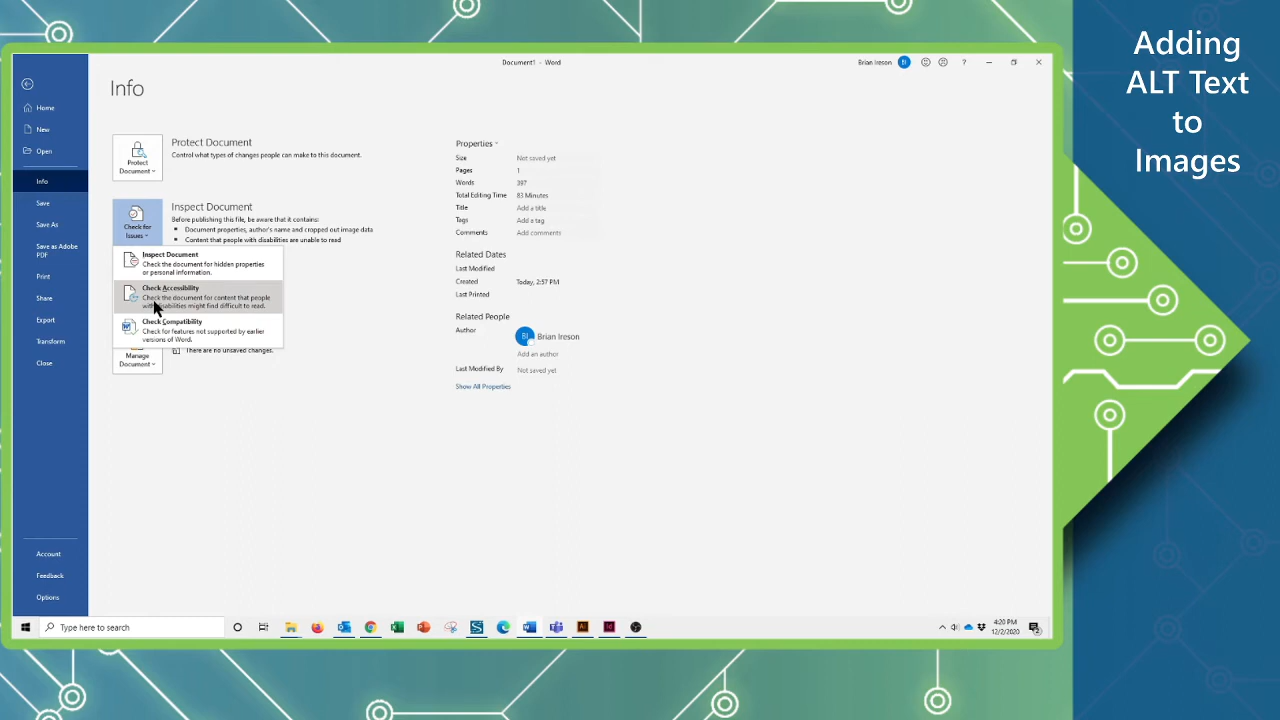 Adding
ALT Text
to
Images
Document1 - Word
Brian Ireson
BI
?
Info
Home
New
Open
Info
Save
Save As
Save as Adobe
PDF
Print
Share
Export
Transform
Close
Account
Feedback
Options
Protect
Document
Protect Document
Control what types of changes people can make to this document.
Check for
Issues
Inspect Document
Before publishing this file, be aware that it contains:
Document properties, author's name and cropped out image data
Content that people with disabilities are unable to read
Inspect Document
Check the document for hidden properties
or personal information.
Check Accessibility
Check the document for content that people
with disabilities might find difficult to read.
Check Compatibility
Check for features not supported by earlier
versions of Word.
Manage
Document
There are no unsaved changes.
Properties
Size Not saved yet
Pages 1
Words 397
Total Editing Time 83 Minutes
Title Add a title
Tags Add a tag
Comments Add comments
Related Dates
Last Modified
Created Today, 2:57 PM
Last Printed
Related People
Author
BI Brian Ireson
Add an author
Last Modified By Not saved yet
Show All Properties
Type here to search
4:20 PM
12/2/2020